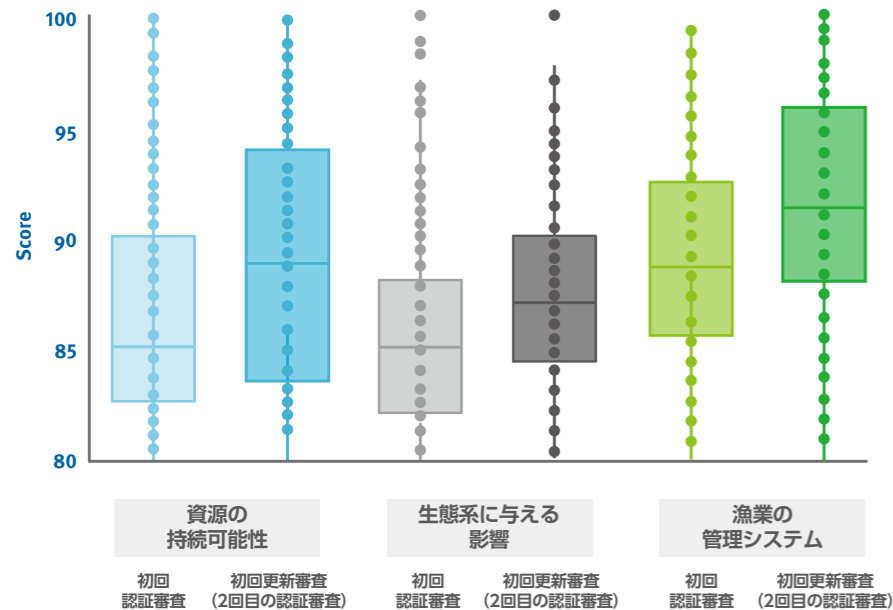 100
95
90
85
80
Score
資源の
持続可能性
生態系に与える
影響
漁業の
管理システム
初回
認証審査
初回更新審査
（2回目の認証審査）
初回
認証審査
初回更新審査
（2回目の認証審査）
初回
認証審査
初回更新審査
（2回目の認証審査）